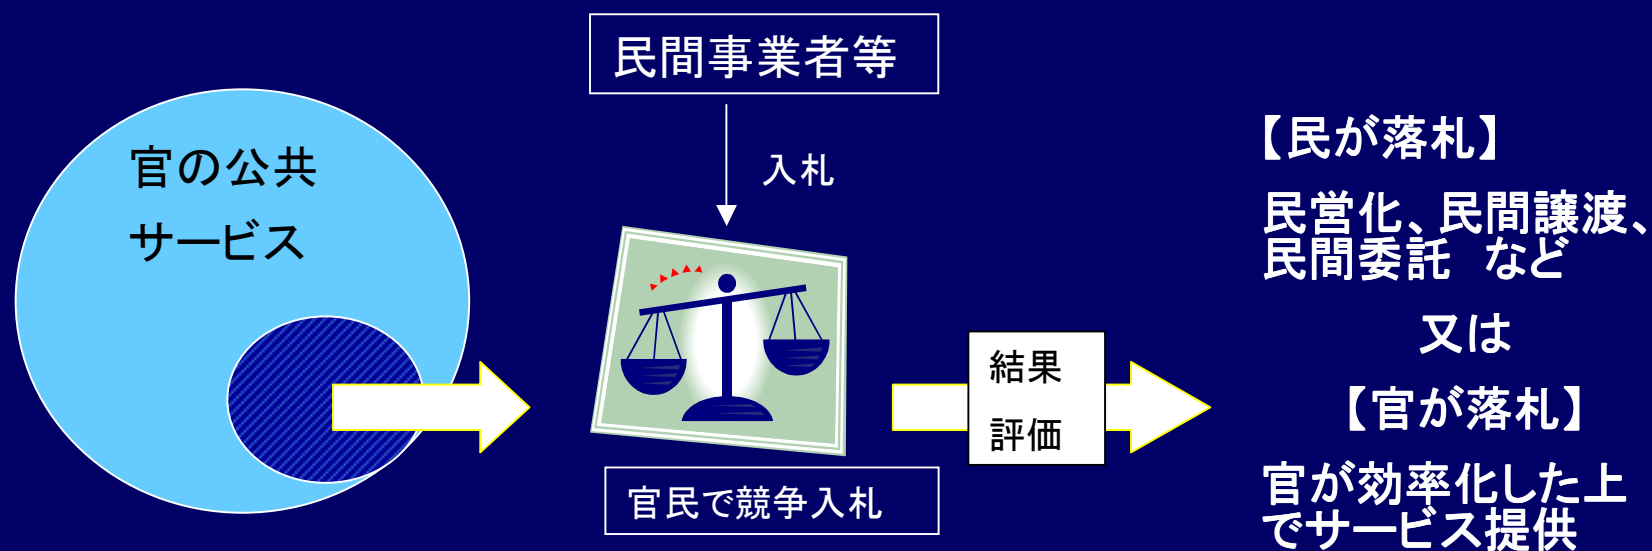 民間事業者等
官の公共
サービス
入札
官民で競争入札
結果
評価
【民が落札】
民営化、民間譲渡、
民間委託　など
又は
【官が落札】
官が効率化した上
でサービス提供